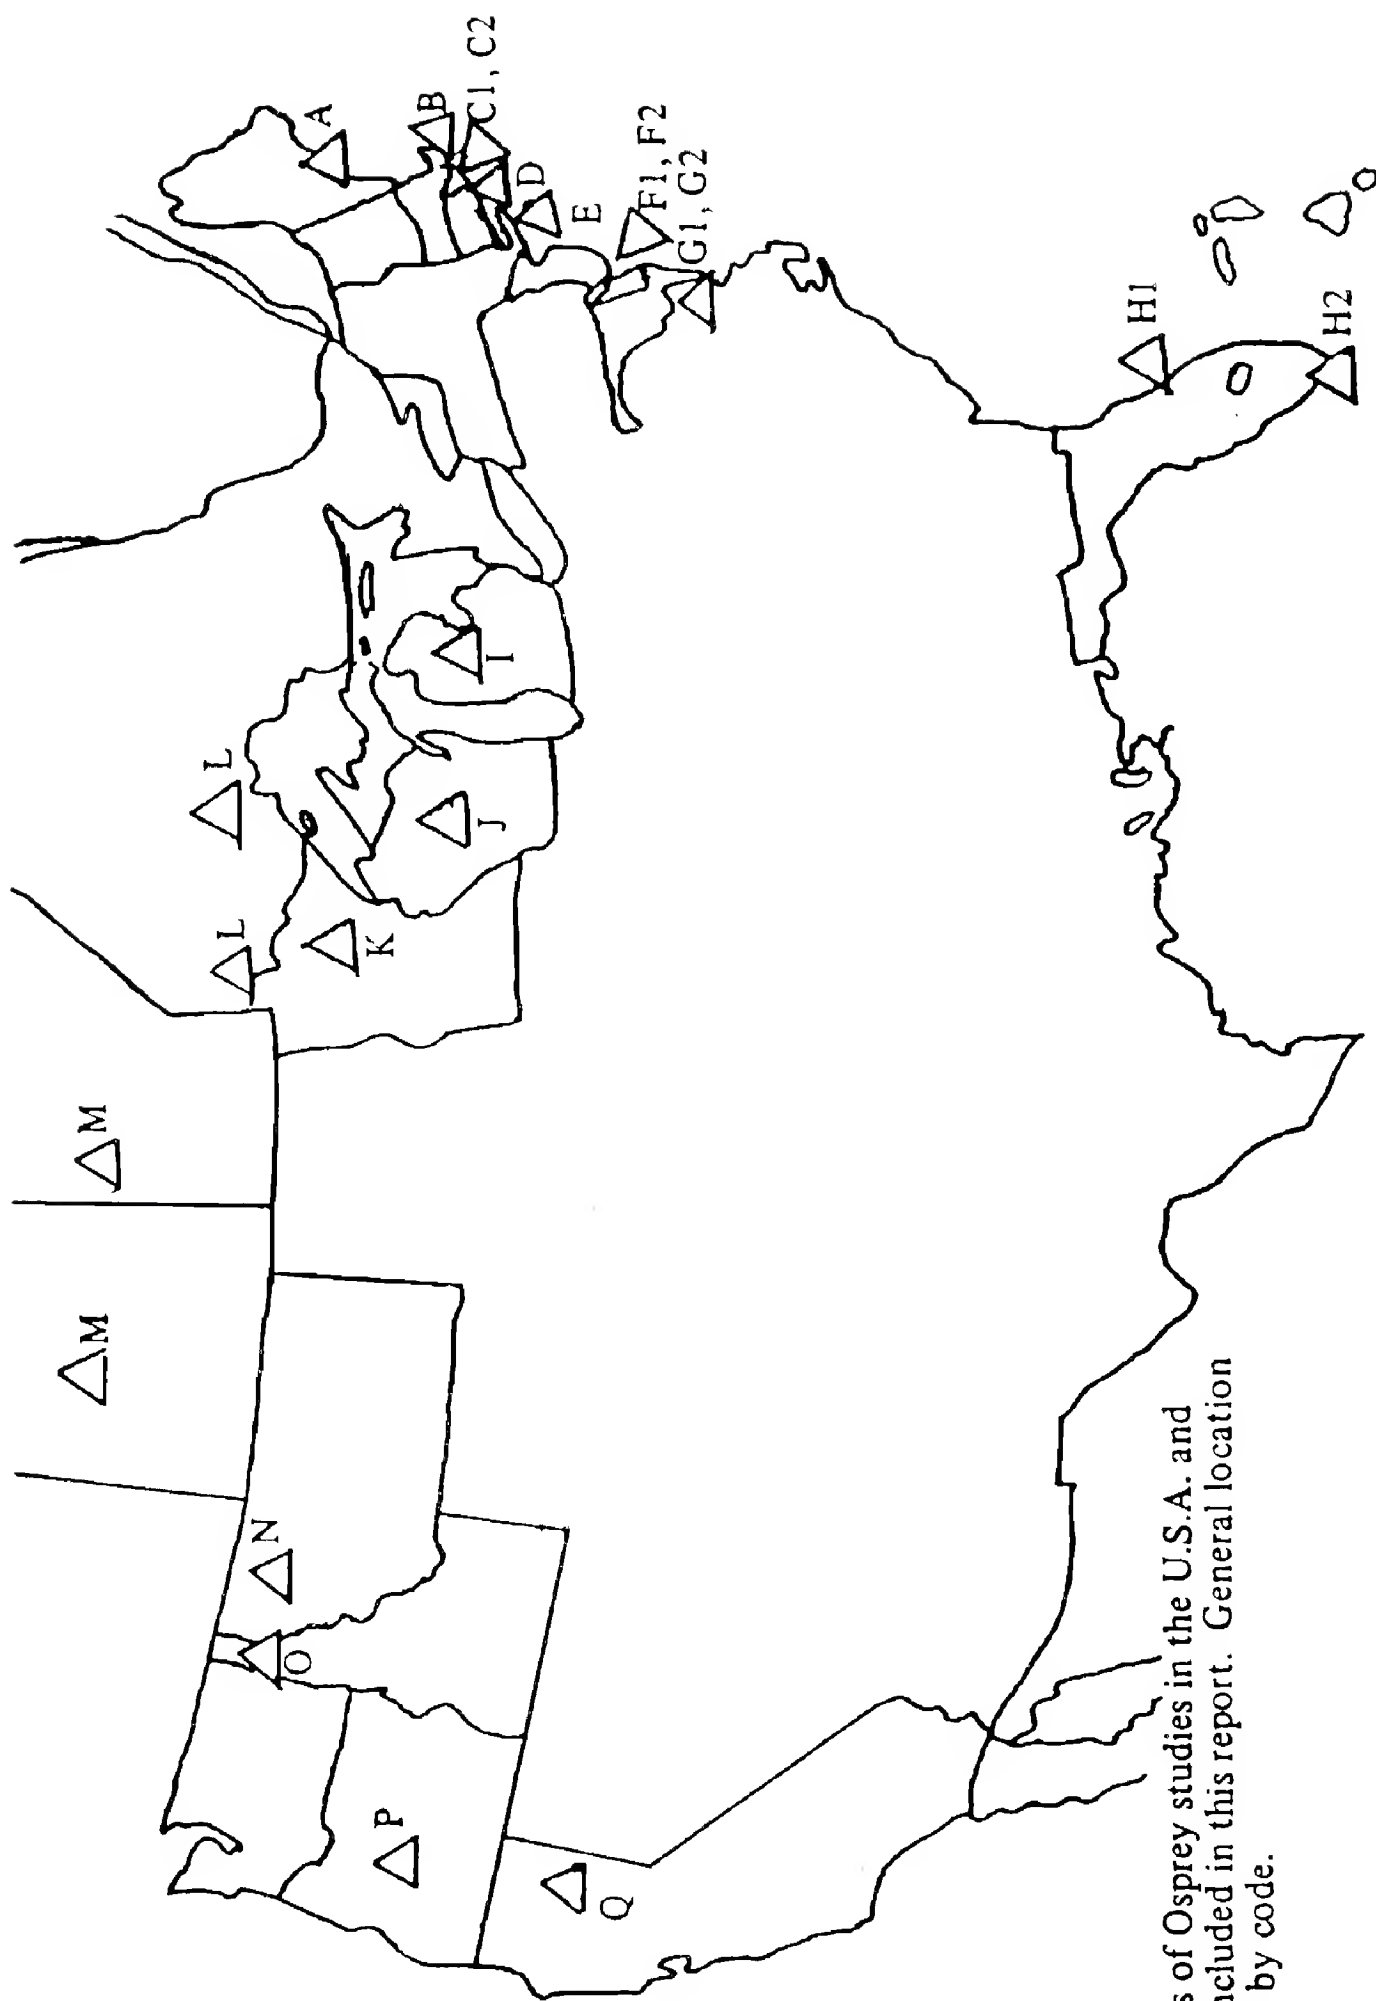 M
M
L
L
N
O
A
K
P
B
C1, C2
J
I
D
E
Q
F1, F2
G1, G2
H1
H2
of Osprey studies in the U.S.A. and
ncluded in this report. General location
by code.